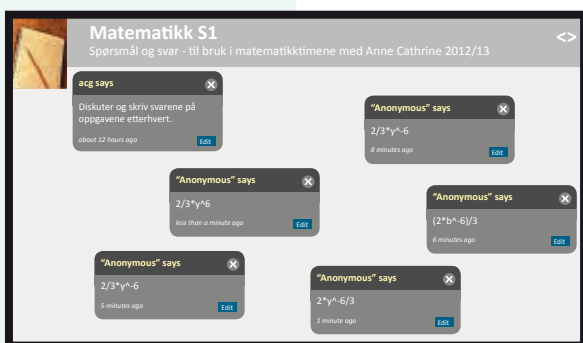 Matematikk S1
Spørsmål og svar - til bruk i matematikktimene med Anne Cathrine 2012/13
<>
acg says
Diskuter og skriv svarene på
oppgavene etterhvert.
about 12 hours ago
Edit
“Anonymous” says
2/3*y^-6
8 minutes ago
Edit
“Anonymous” says
2/3*y^6
less than a minute ago
Edit
“Anonymous” says
(2*b^-6)/3
6 minutes ago
Edit
“Anonymous” says
2/3*y^-6
5 minutes ago
Edit
“Anonymous” says
2*y^-6/3
1 minute ago
Edit